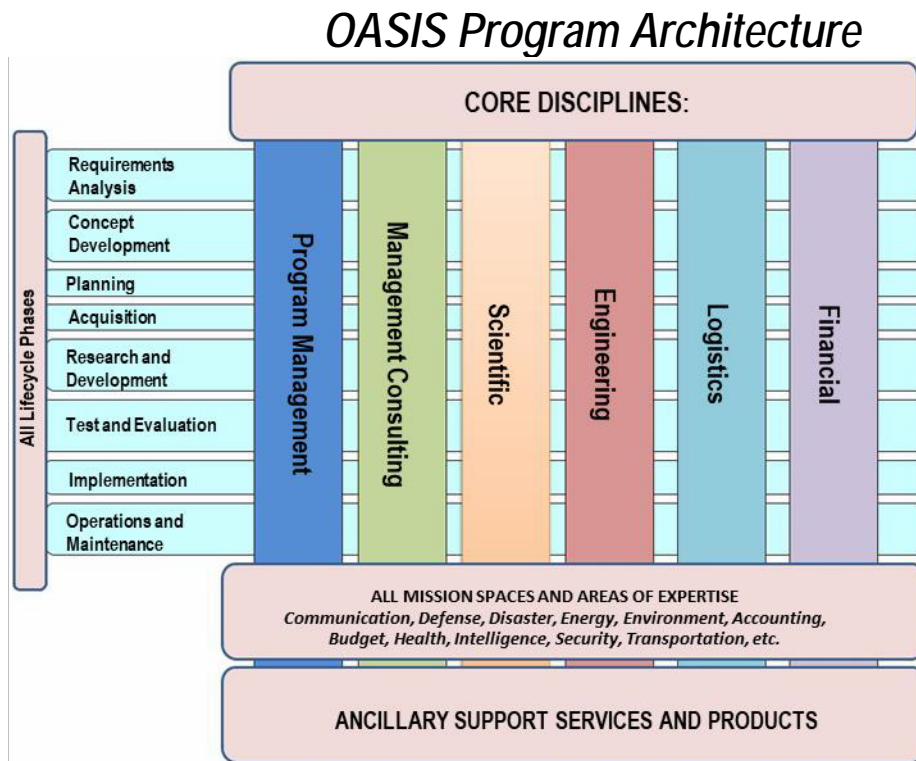 OASIS Program Architecture
CORE DISCIPLINES:
All Lifecycle Phases
Requirements
Analysis
Concept
Development
Planning
Acquisition
Research and
Development
Test and Evaluation
Implementation
Operations and
Maintenance
Program Management
Management Consulting
Scientific
Engineering
Logistics
Financial
ALL MISSION SPACES AND AREAS OF EXPERTISE
Communication, Defense, Disaster, Energy, Environment, Accounting,
Budget, Health, Intelligence, Security, Transportation, etc.
ANCILLARY SUPPORT SERVICES AND PRODUCTS